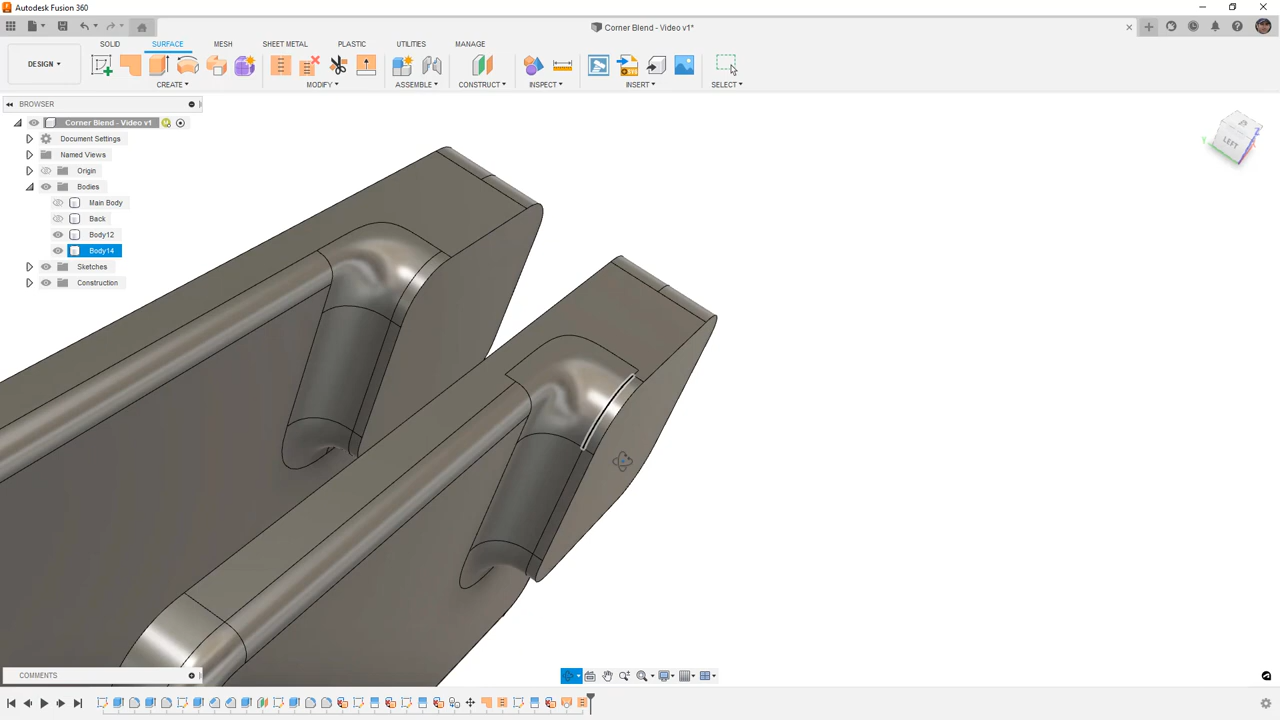 Autodesk Fusion 360
Corner Blend - Video v1*
DESIGN
SOLID SURFACE MESH SHEET METAL PLASTIC UTILITIES MANAGE
CREATE MODIFY ASSEMBLE CONSTRUCT INSPECT INSERT SELECT
BROWSER
Corner Blend - Video v1
Document Settings
Named Views
Origin
Bodies
Main Body
Back
Body12
Body14
Sketches
Construction
LEFT
Y
Z
COMMENTS